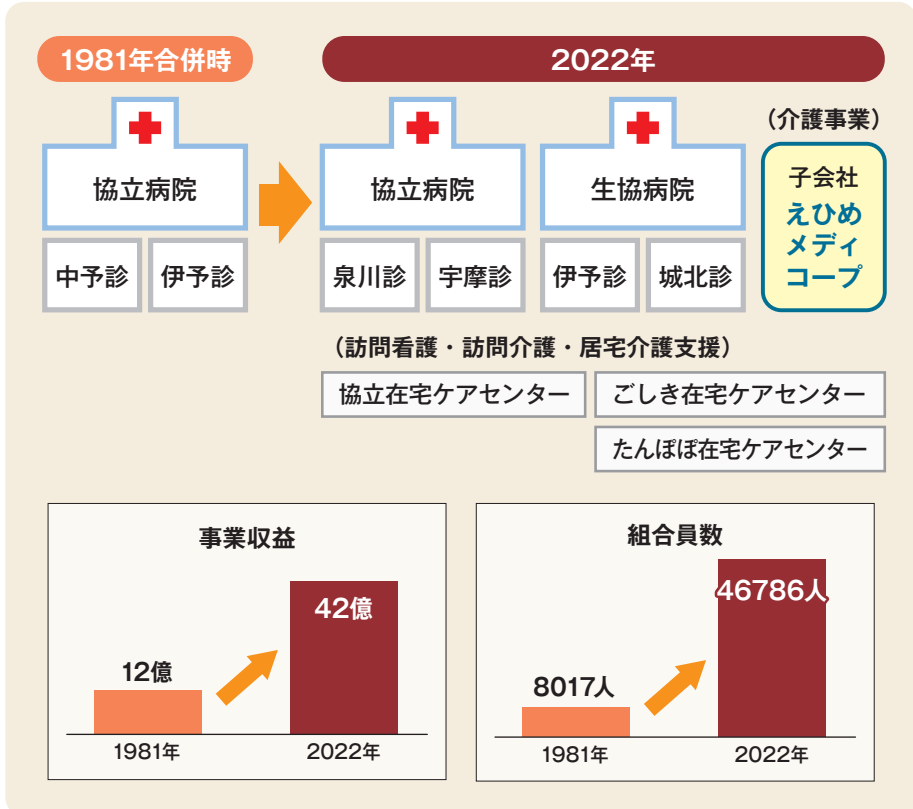 1981年合併時
2022年
協立病院
中予診
伊予診
協立病院
泉川診
宇摩診
生協病院
伊予診
城北診
（介護事業）
子会社
えひめ
メディ
コープ
（訪問看護・訪問介護・居宅介護支援）
協立在宅ケアセンター
ごしき在宅ケアセンター
たんぽぽ在宅ケアセンター
事業収益
12億
42億
1981年
2022年
組合員数
8017人
46786人
1981年
2022年